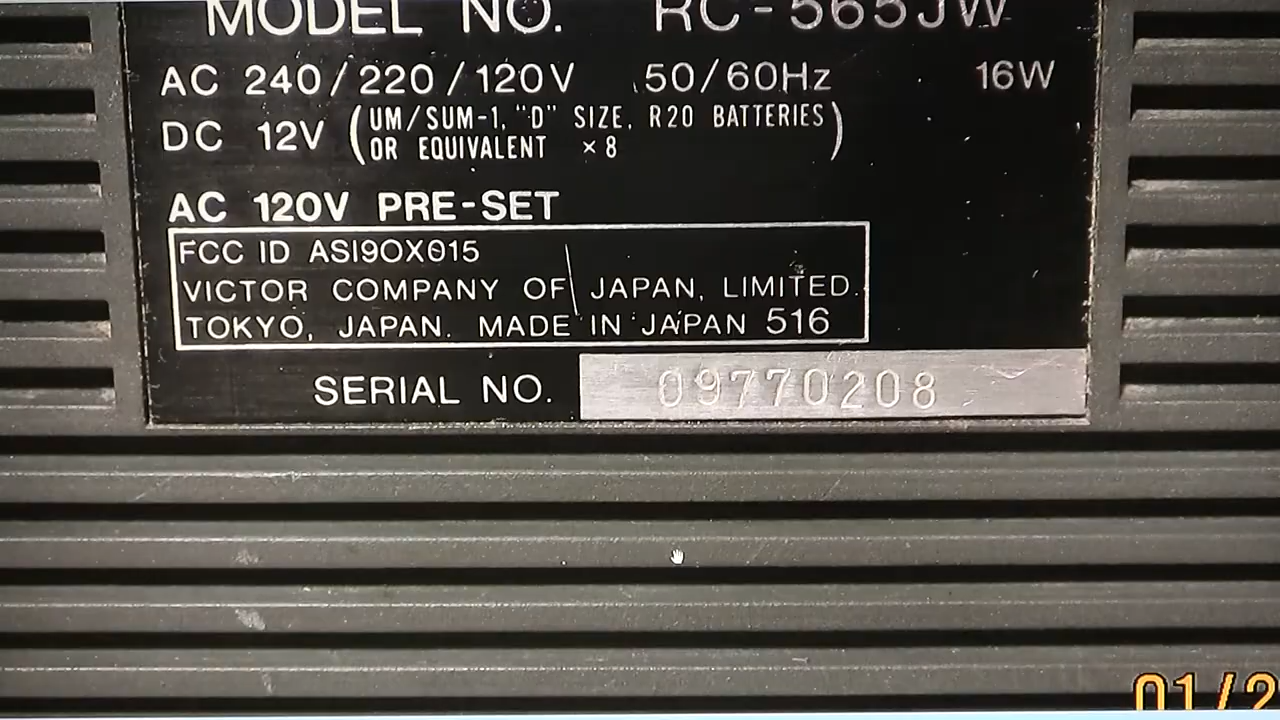 MODEL NO. RC-565JW
AC 240/220/120V 50/60Hz 16W
DC 12V (UM/SUM-1, "D" SIZE, R20 BATTERIES
OR EQUIVALENT ×8)
AC 120V PRE-SET
FCC ID ASI9OX015
VICTOR COMPANY OF JAPAN, LIMITED.
TOKYO, JAPAN. MADE IN JAPAN 516
SERIAL NO. 09770208
01/2